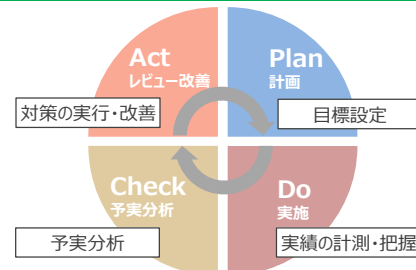 Act
レビュー改善
対策の実行・改善
Plan
計画
目標設定
Check
予実分析
予実分析
Do
実施
実績の計測・把握